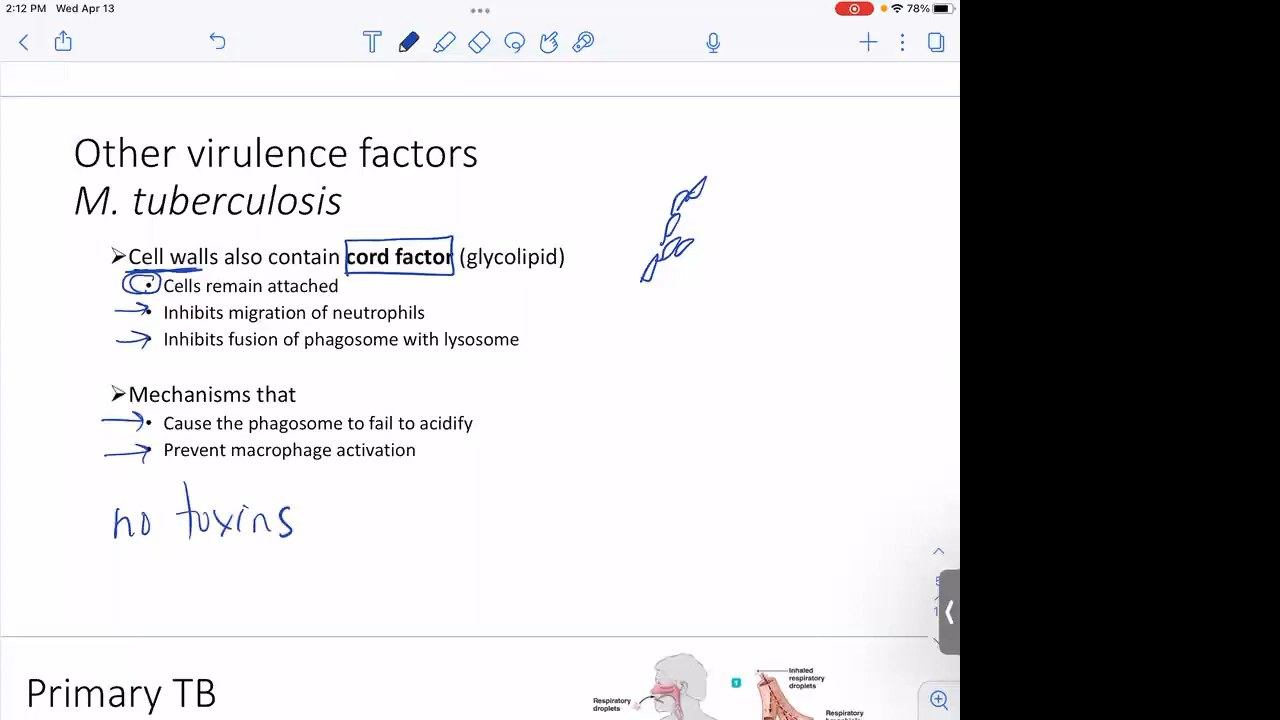 2:12 PM Wed Apr 13
78%
Other virulence factors
M. tuberculosis
Cell walls also contain cord factor (glycolipid)
Cells remain attached
Inhibits migration of neutrophils
Inhibits fusion of phagosome with lysosome
Mechanisms that
Cause the phagosome to fail to acidify
Prevent macrophage activation
no toxins
Primary TB
Respiratory
droplets
1
Inhaled
respiratory
droplets
Respiratory